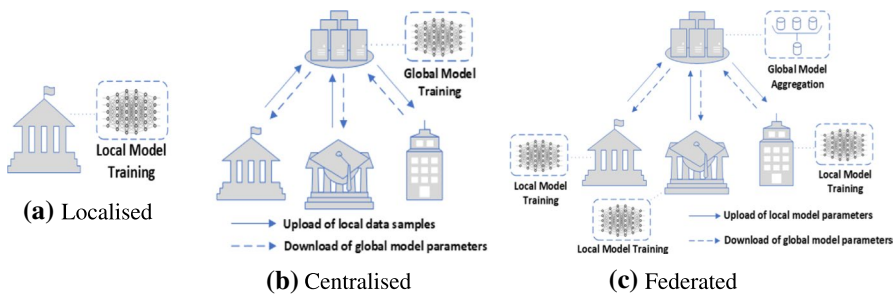 Local Model
Training
(a) Localised
Global Model
Training
Upload of local data samples
Download of global model parameters
(b) Centralised
Global Model
Aggregation
Local Model
Training
Local Model
Training
Local Model Training
Upload of local model parameters
Download of global model parameters
(c) Federated